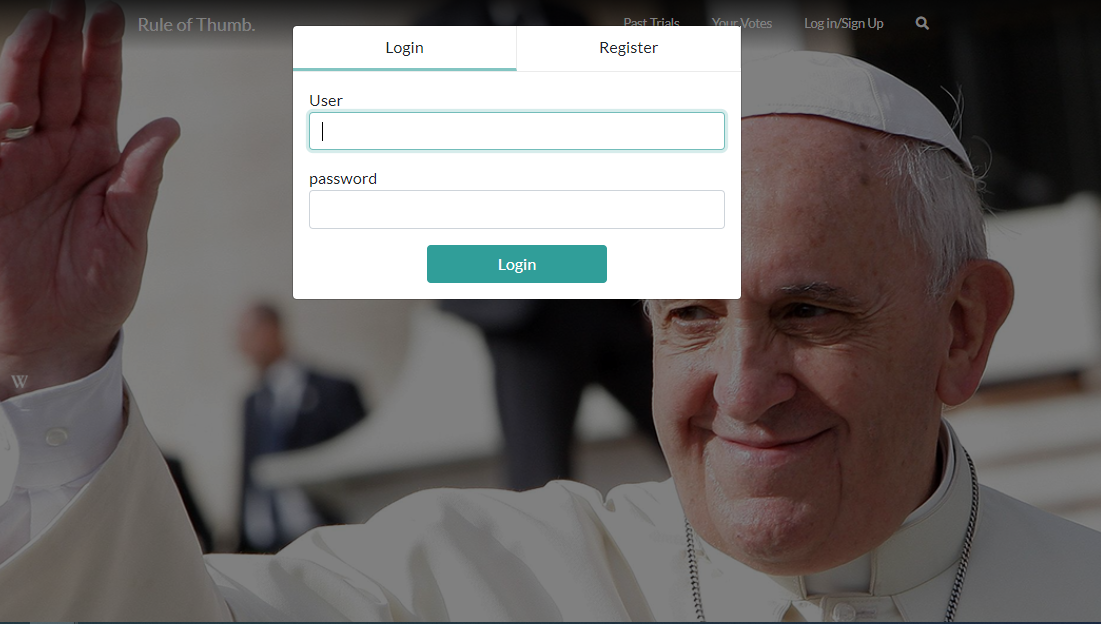 Rule of Thumb.
Past Trials
Your Votes
Log in/Sign Up
Login
Register
User
password
Login
W